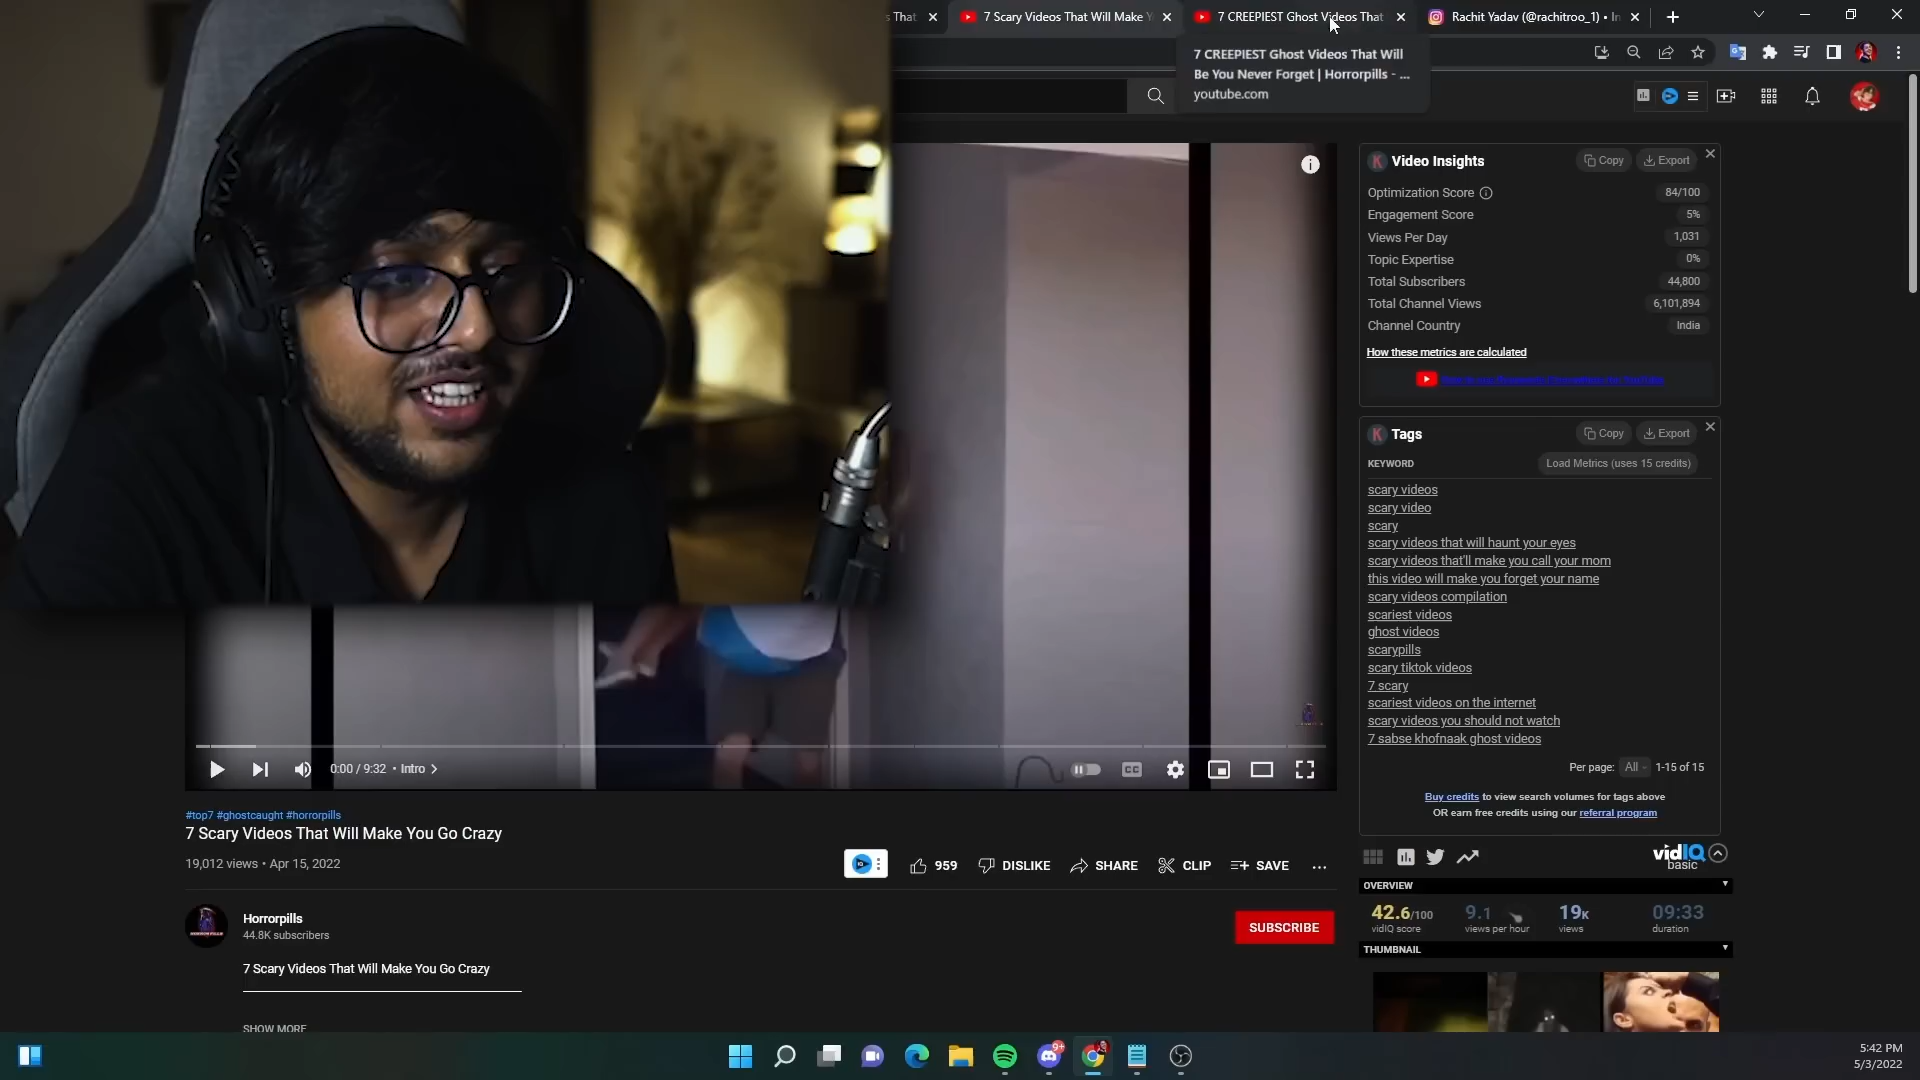 s That
7 Scary Videos That Will Make Y
7 CREEPIEST Ghost Videos That
Rachit Yadav (@rachitroo_1) • In
7 CREEPIEST Ghost Videos That Will
Be You Never Forget | Horrorpills - ...
youtube.com
Video Insights
Copy
Export
Optimization Score
84/100
Engagement Score
5%
Views Per Day
1,031
Topic Expertise
0%
Total Subscribers
44,800
Total Channel Views
6,101,894
Channel Country
India
How these metrics are calculated
Tags
Copy
Export
KEYWORD
Load Metrics (uses 15 credits)
scary videos
scary video
scary
scary videos that will haunt your eyes
scary videos that'll make you call your mom
this video will make you forget your name
scary videos compilation
scariest videos
ghost videos
scarypills
scary tiktok videos
7 scary
scariest videos on the internet
scary videos you should not watch
7 sabse khofnaak ghost videos
Per page: All 1-15 of 15
Buy credits to view search volumes for tags above
OR earn free credits using our referral program
vidIQ
basic
OVERVIEW
42.6/100
vidIQ score
9.1
views per hour
19K
views
09:33
duration
THUMBNAIL
0:00 / 9:32 • Intro
CC
#top7 #ghostcaught #horrorpills
7 Scary Videos That Will Make You Go Crazy
19,012 views • Apr 15, 2022
959
DISLIKE
SHARE
CLIP
SAVE
Horrorpills
44.8K subscribers
SUBSCRIBE
7 Scary Videos That Will Make You Go Crazy
SHOW MORE
9+
5:42 PM
5/3/2022